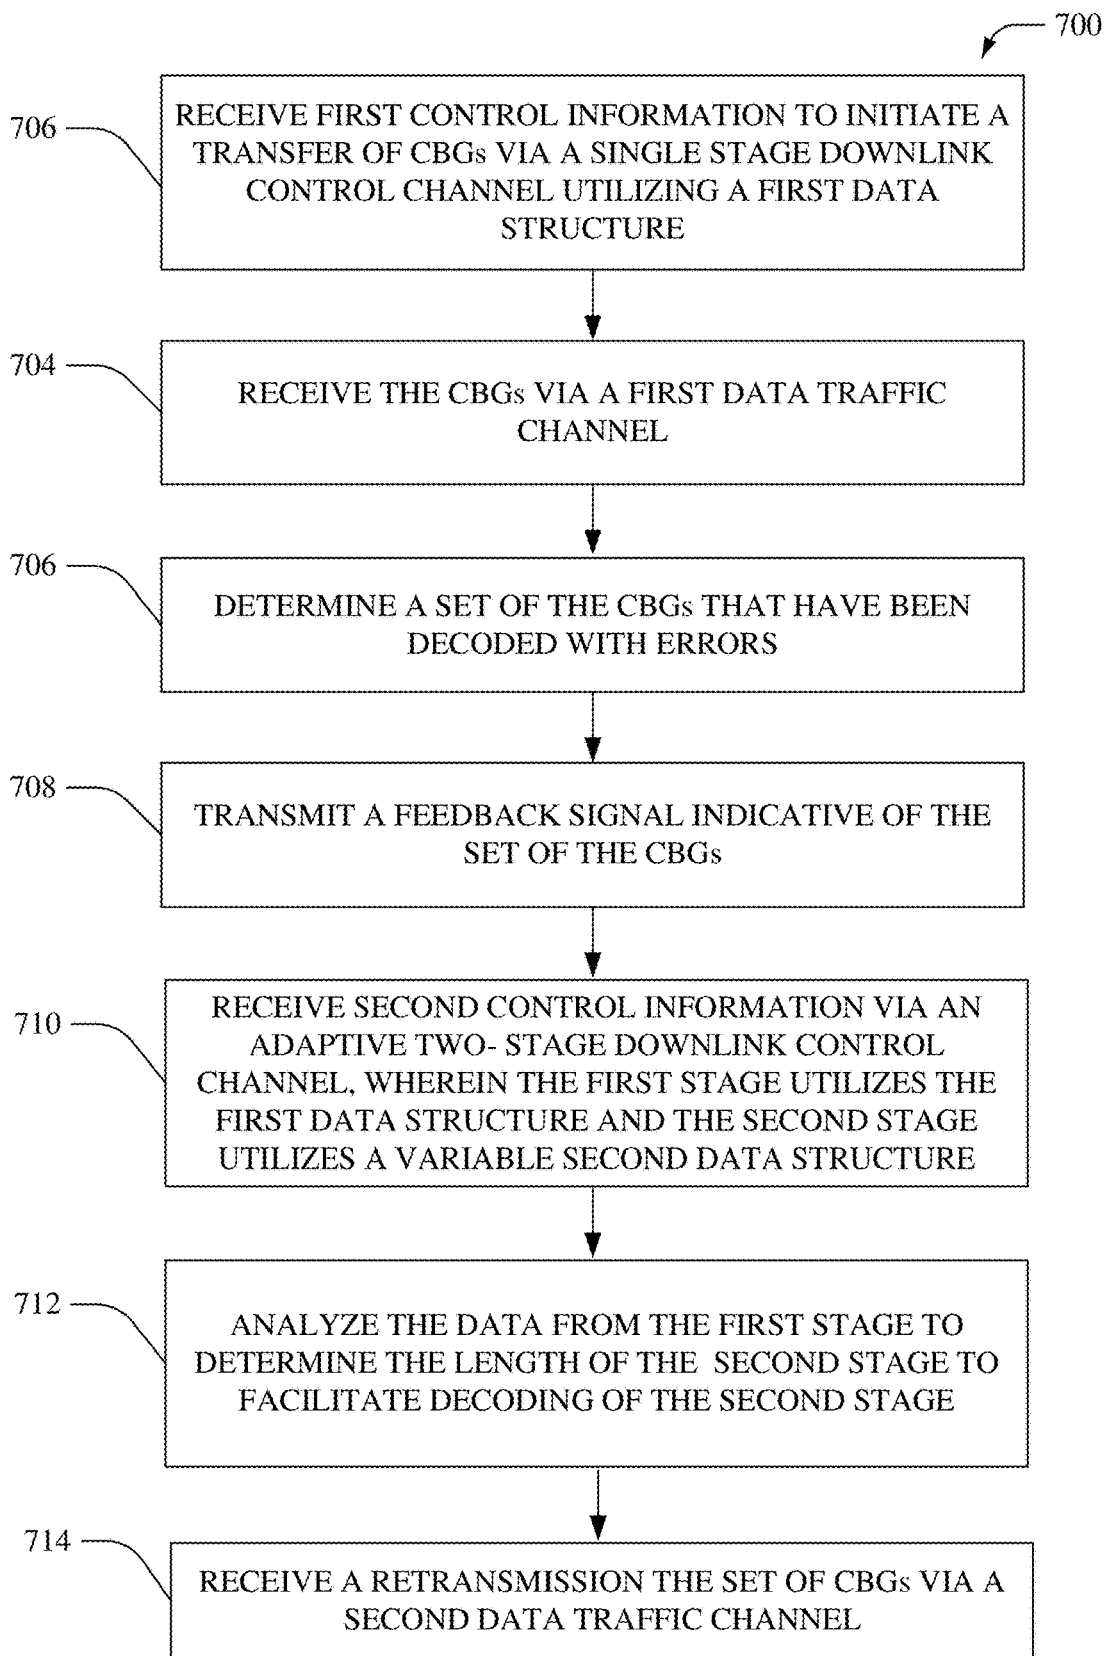 700
706
RECEIVE FIRST CONTROL INFORMATION TO INITIATE A
TRANSFER OF CBGs VIA A SINGLE STAGE DOWNLINK
CONTROL CHANNEL UTILIZING A FIRST DATA
STRUCTURE
704
RECEIVE THE CBGs VIA A FIRST DATA TRAFFIC
CHANNEL
706
DETERMINE A SET OF THE CBGs THAT HAVE BEEN
DECODED WITH ERRORS
708
TRANSMIT A FEEDBACK SIGNAL INDICATIVE OF THE
SET OF THE CBGs
710
RECEIVE SECOND CONTROL INFORMATION VIA AN
ADAPTIVE TWO- STAGE DOWNLINK CONTROL
CHANNEL, WHEREIN THE FIRST STAGE UTILIZES THE
FIRST DATA STRUCTURE AND THE SECOND STAGE
UTILIZES A VARIABLE SECOND DATA STRUCTURE
712
ANALYZE THE DATA FROM THE FIRST STAGE TO
DETERMINE THE LENGTH OF THE SECOND STAGE TO
FACILITATE DECODING OF THE SECOND STAGE
714
RECEIVE A RETRANSMISSION THE SET OF CBGs VIA A
SECOND DATA TRAFFIC CHANNEL